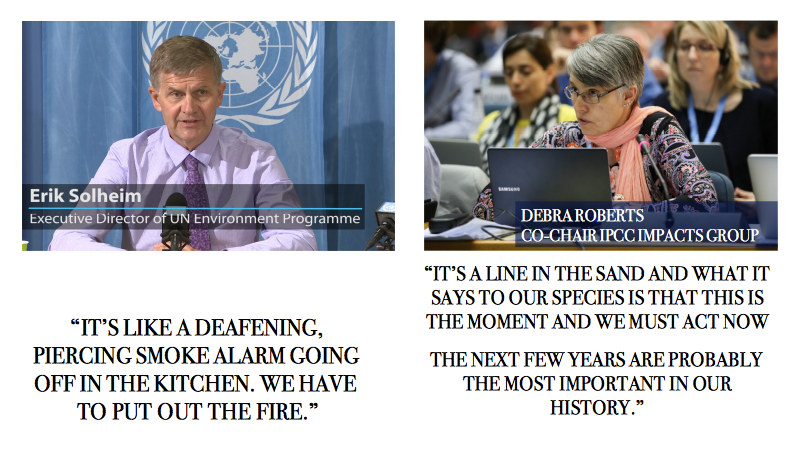 Erik Solheim
Executive Director of UN Environment Programme
“IT’S LIKE A DEAFENING,
PIERCING SMOKE ALARM GOING
OFF IN THE KITCHEN. WE HAVE
TO PUT OUT THE FIRE.”
SAMSUNG
DEBRA ROBERTS
CO-CHAIR IPCC IMPACTS GROUP
“IT’S A LINE IN THE SAND AND WHAT IT
SAYS TO OUR SPECIES IS THAT THIS IS
THE MOMENT AND WE MUST ACT NOW
THE NEXT FEW YEARS ARE PROBABLY
THE MOST IMPORTANT IN OUR
HISTORY.”